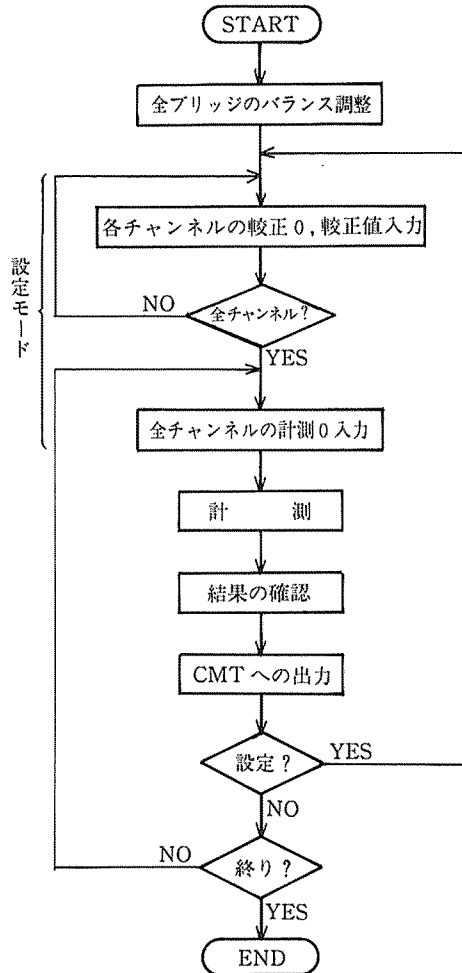 START
全ブリッジのバランス調整
設定モード
各チャンネルの較正0,較正値入力
NO
全チャンネル?
YES
全チャンネルの計測0入力
計 測
結果の確認
CMTへの出力
設定?
YES
NO
NO
終り?
YES
END